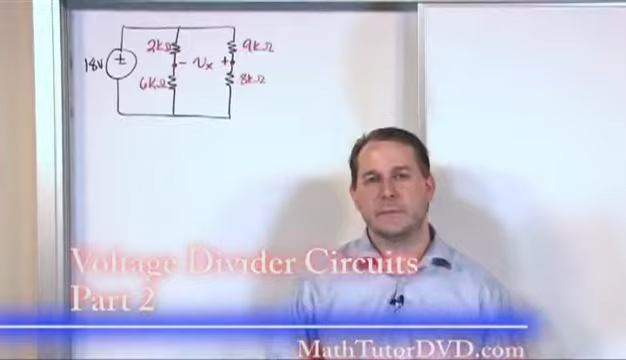 2kΩ 9kΩ
18V ± − Vx +
6kΩ 8kΩ
Voltage Divider Circuits
Part 2
MathTutorDVD.com